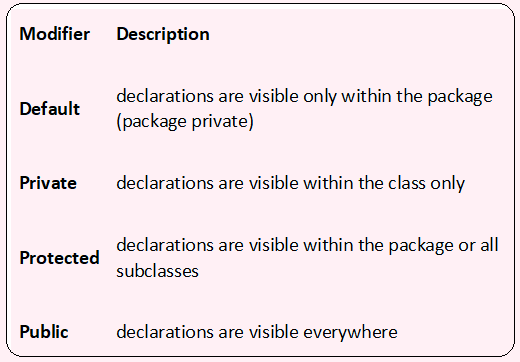 Modifier Description
Default declarations are visible only within the package
(package private)
Private declarations are visible within the class only
Protected declarations are visible within the package or all
subclasses
Public declarations are visible everywhere